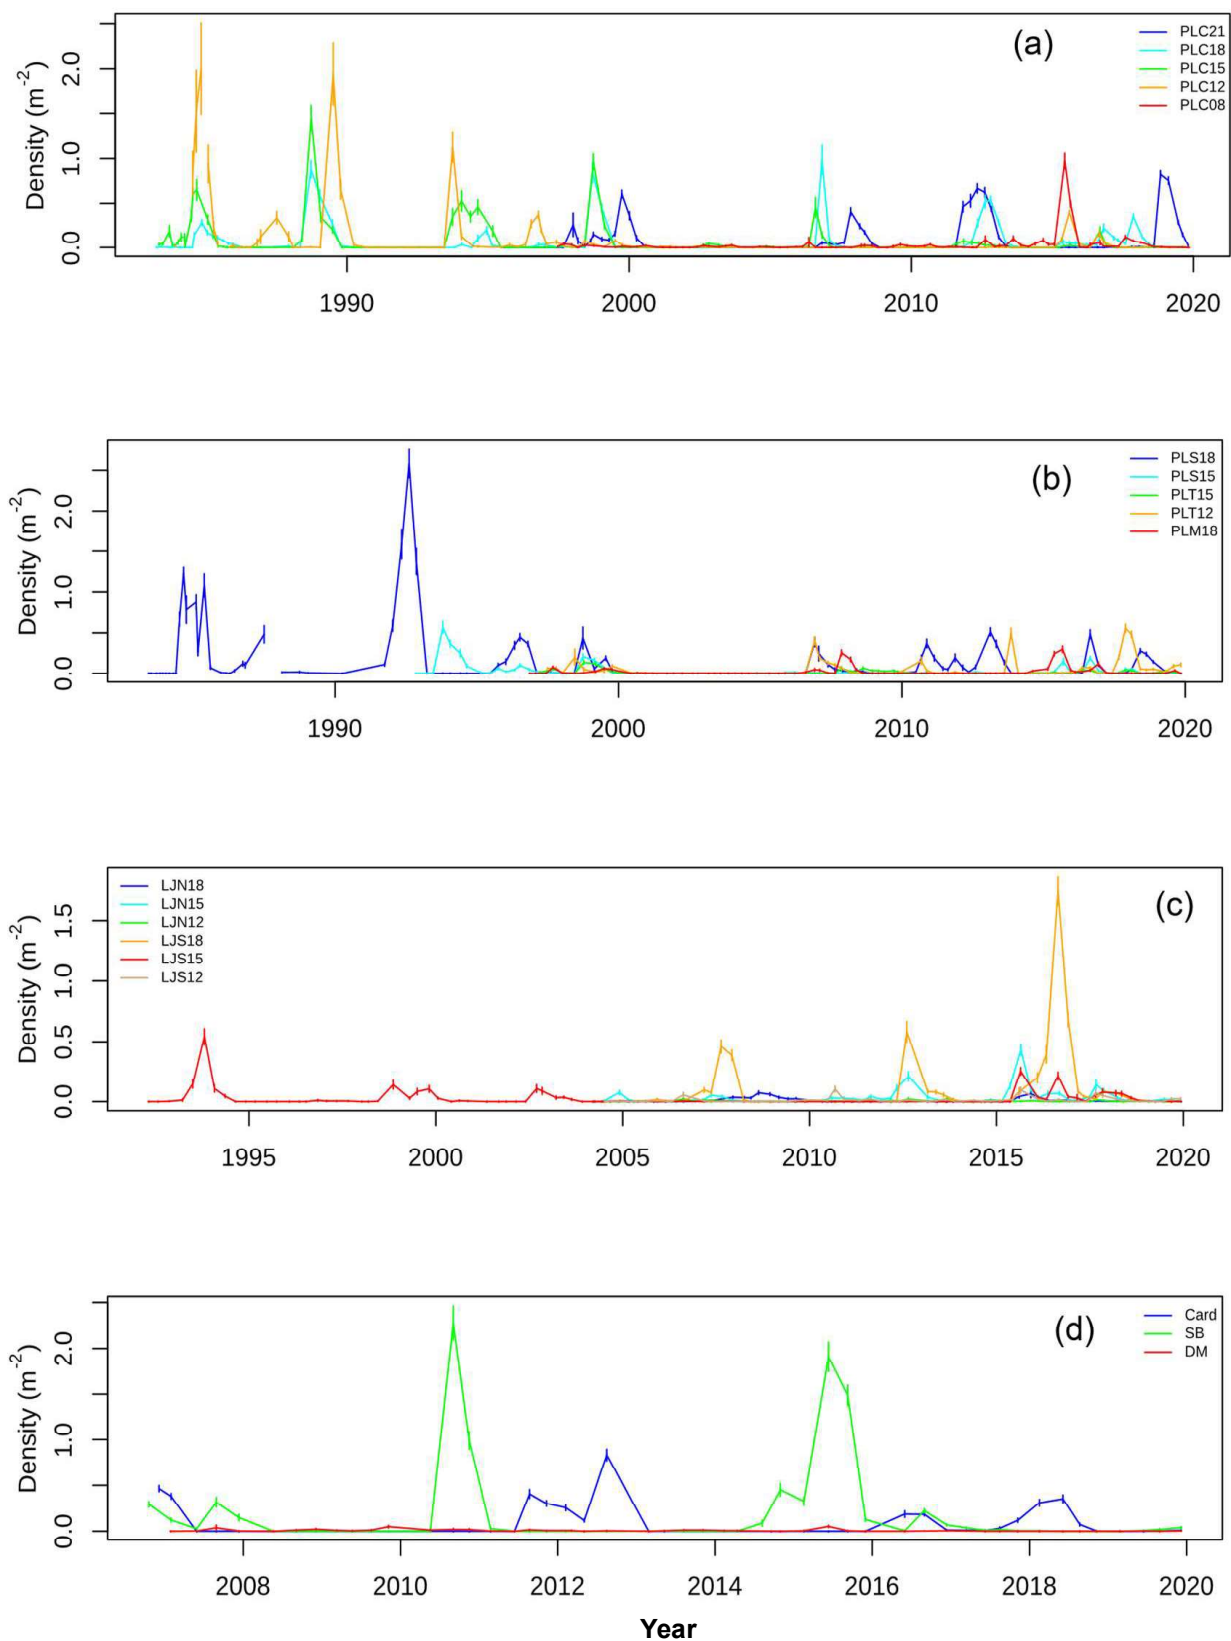 (a)
PLC21
PLC18
PLC15
PLC12
PLC08
Density (m-2)
0.0 1.0 2.0
1990 2000 2010 2020
(b)
PLS18
PLS15
PLT15
PLT12
PLM18
Density (m-2)
0.0 1.0 2.0
1990 2000 2010 2020
LJN18
LJN15
LJN12
LJS18
LJS15
LJS12
(c)
Density (m-2)
0.0 0.5 1.0 1.5
1995 2000 2005 2010 2015 2020
(d)
Card
SB
DM
Density (m-2)
0.0 1.0 2.0
2008 2010 2012 2014 2016 2018 2020
Year